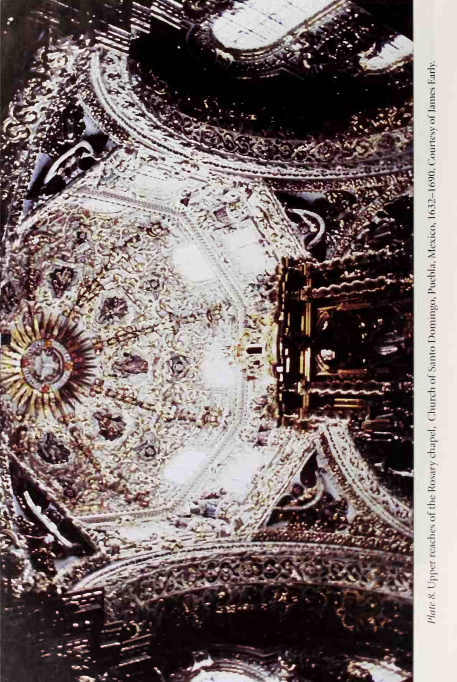 Plate 8. Upper reaches of the Rosary chapel, Church of Santo Domingo, Puebla, Mexico, 1632–1690, Courtesy of James Early.